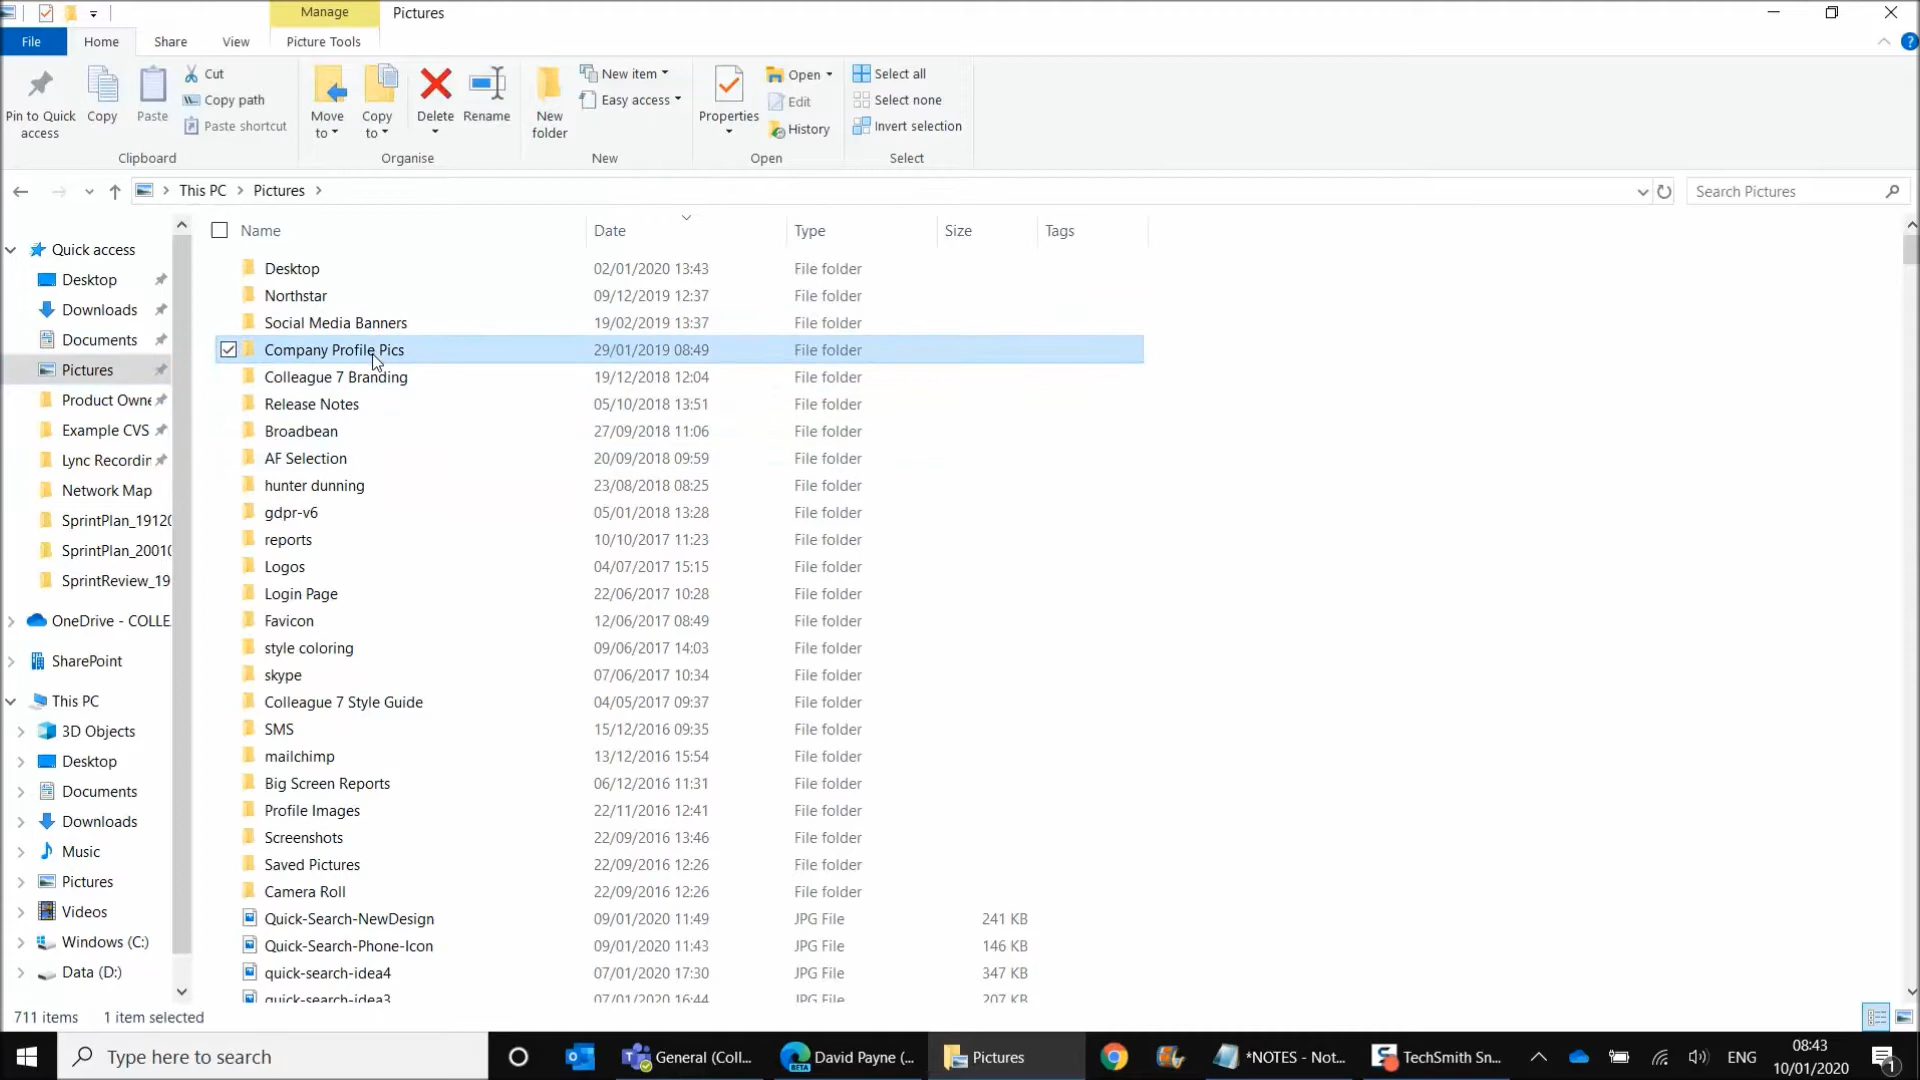 Manage
Pictures
File
Home
Share
View
Picture Tools
Pin to Quick access
Copy
Paste
Cut
Copy path
Paste shortcut
Clipboard
Move to
Copy to
Delete
Rename
Organise
New folder
New item
Easy access
New
Properties
Open
Edit
History
Open
Select all
Select none
Invert selection
Select
This PC
Pictures
Search Pictures
Name
Date
Type
Size
Tags
Quick access
Desktop
Downloads
Documents
Pictures
Product Owne
Example CVS
Lync Recordin
Network Map
SprintPlan_1912
SprintPlan_2001
SprintReview_19
OneDrive - COLLE
SharePoint
This PC
3D Objects
Desktop
Documents
Downloads
Music
Pictures
Videos
Windows (C:)
Data (D:)
Desktop 02/01/2020 13:43 File folder
Northstar 09/12/2019 12:37 File folder
Social Media Banners 19/02/2019 13:37 File folder
Company Profile Pics 29/01/2019 08:49 File folder
Colleague 7 Branding 19/12/2018 12:04 File folder
Release Notes 05/10/2018 13:51 File folder
Broadbean 27/09/2018 11:06 File folder
AF Selection 20/09/2018 09:59 File folder
hunter dunning 23/08/2018 08:25 File folder
gdpr-v6 05/01/2018 13:28 File folder
reports 10/10/2017 11:23 File folder
Logos 04/07/2017 15:15 File folder
Login Page 22/06/2017 10:28 File folder
Favicon 12/06/2017 08:49 File folder
style coloring 09/06/2017 14:03 File folder
skype 07/06/2017 10:34 File folder
Colleague 7 Style Guide 04/05/2017 09:37 File folder
SMS 15/12/2016 09:35 File folder
mailchimp 13/12/2016 15:54 File folder
Big Screen Reports 06/12/2016 11:31 File folder
Profile Images 22/11/2016 12:41 File folder
Screenshots 22/09/2016 13:46 File folder
Saved Pictures 22/09/2016 12:26 File folder
Camera Roll 22/09/2016 12:26 File folder
Quick-Search-NewDesign 09/01/2020 11:49 JPG File 241 KB
Quick-Search-Phone-Icon 09/01/2020 11:43 JPG File 146 KB
quick-search-idea4 07/01/2020 17:30 JPG File 347 KB
quick-search-idea3 07/01/2020 16:44 JPG File 207 KB
711 items 1 item selected
Type here to search
General (Coll...
BETA
David Payne (...
Pictures
*NOTES - Not...
TechSmith Sn...
ENG
08:43
10/01/2020
1